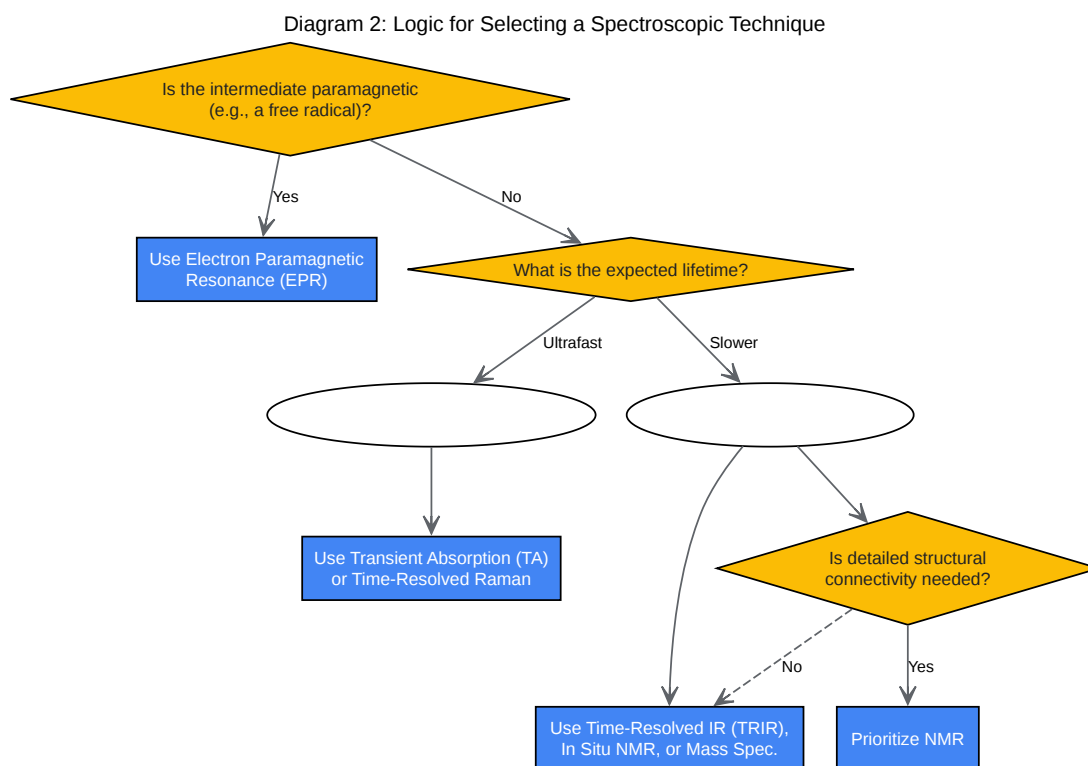 Diagram 2: Logic for Selecting a Spectroscopic Technique
Is the intermediate paramagnetic
(e.g., a free radical)?
Yes
No
Use Electron Paramagnetic
Resonance (EPR)
What is the expected lifetime?
Ultrafast
Slower
Use Transient Absorption (TA)
or Time-Resolved Raman
Is detailed structural
connectivity needed?
No
Yes
Use Time-Resolved IR (TRIR),
In Situ NMR, or Mass Spec.
Prioritize NMR